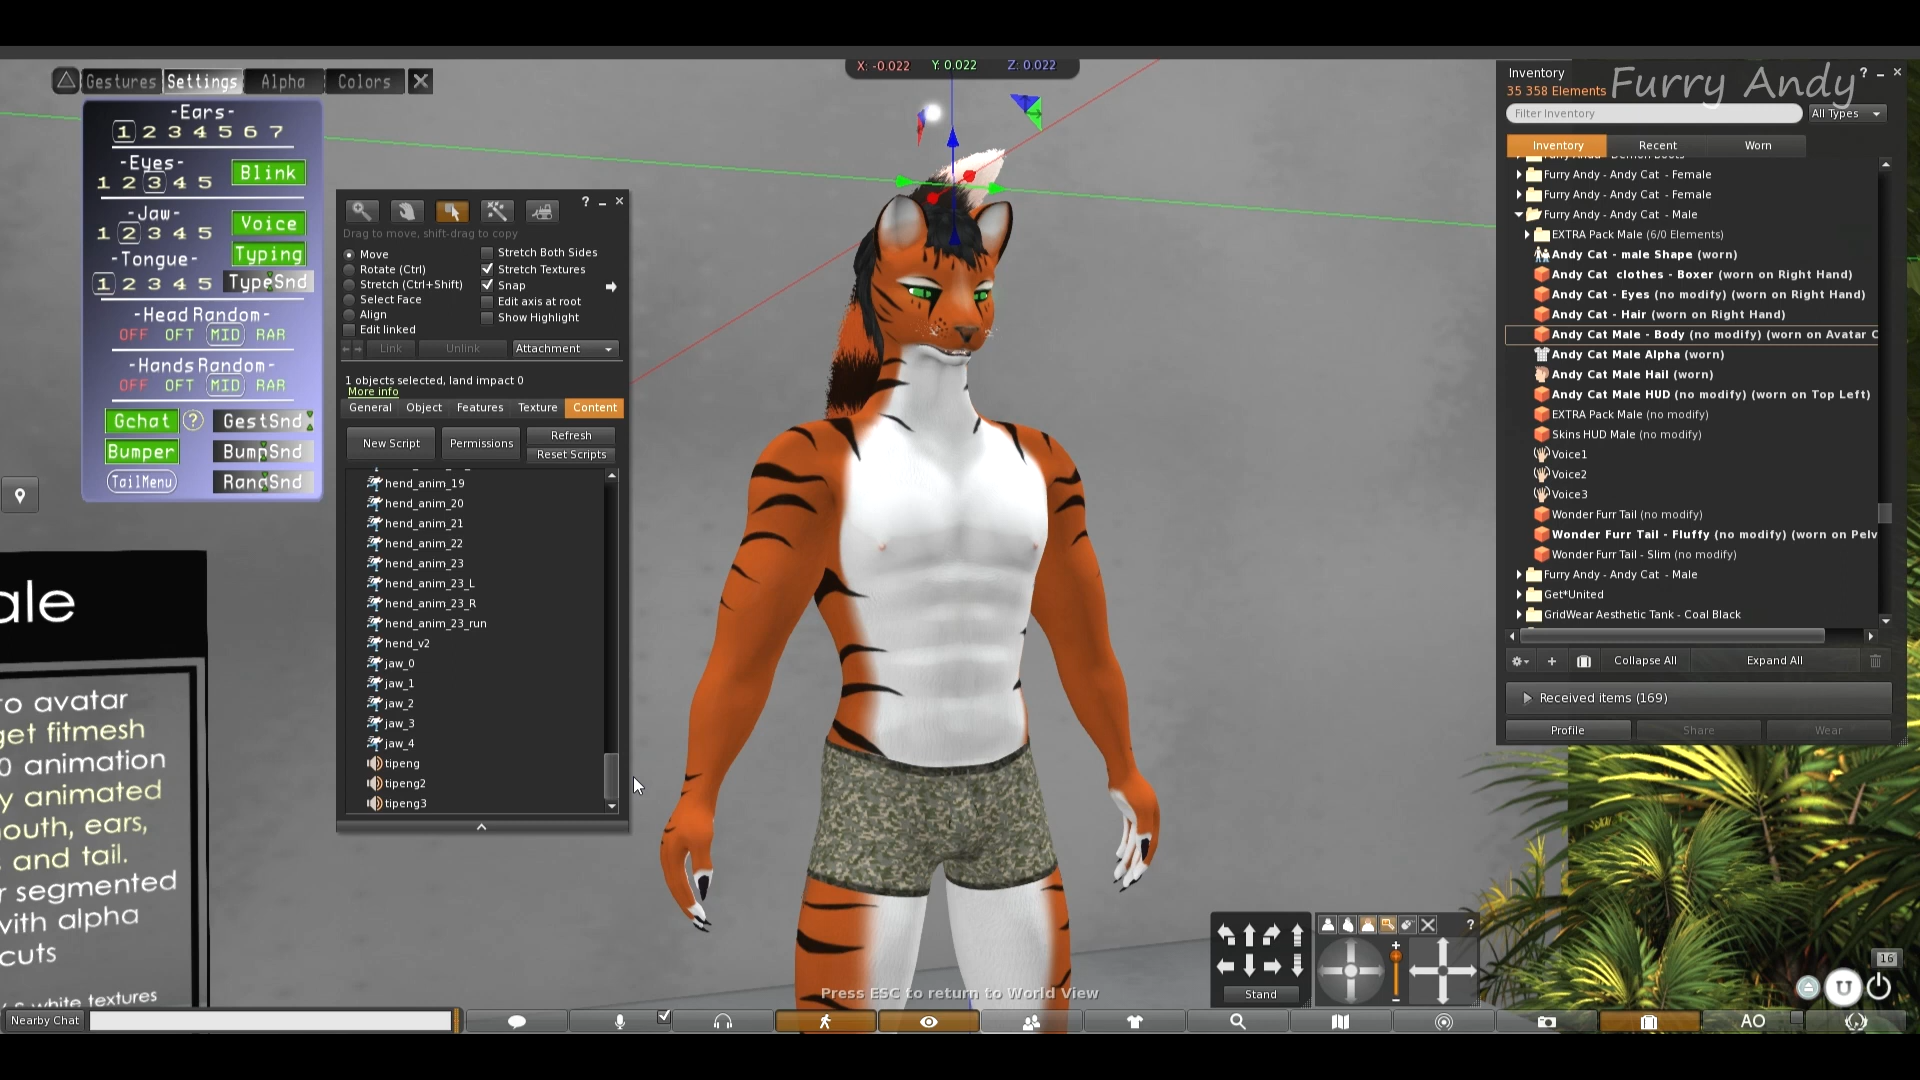 Gestures Settings Alpha Colors
-Ears-
1 2 3 4 5 6 7
-Eyes-
Blink
1 2 3 4 5
-Jaw-
Voice
1 2 3 4 5
Typing
-Tongue-
1 2 3 4 5 TypeSnd
-Head Random-
OFF OFT MID RAR
-Hands Random-
OFF OFT MID RAR
Gchat ? GestSnd
Bumper BumpSnd
TailMenu RandSnd
X: -0.022 Y: 0.022 Z: 0.022
?
Drag to move, shift-drag to copy
Move
Rotate (Ctrl)
Stretch (Ctrl+Shift)
Select Face
Align
Edit linked
Stretch Both Sides
Stretch Textures
Snap
Edit axis at root
Show Highlight
Link Unlink Attachment
1 objects selected, land impact 0
More info
General Object Features Texture Content
New Script Permissions Refresh
Reset Scripts
hend_anim_19
hend_anim_20
hend_anim_21
hend_anim_22
hend_anim_23
hend_anim_23_L
hend_anim_23_R
hend_anim_23_run
hend_v2
jaw_0
jaw_1
jaw_2
jaw_3
jaw_4
tipeng
tipeng2
tipeng3
Inventory
Furry Andy
?
35 358 Elements
Filter Inventory All Types
Inventory Recent Worn
Furry Andy - Demon Boots
Furry Andy - Andy Cat - Female
Furry Andy - Andy Cat - Female
Furry Andy - Andy Cat - Male
EXTRA Pack Male (6/0 Elements)
Andy Cat - male Shape (worn)
Andy Cat clothes - Boxer (worn on Right Hand)
Andy Cat - Eyes (no modify) (worn on Right Hand)
Andy Cat - Hair (worn on Right Hand)
Andy Cat Male - Body (no modify) (worn on Avatar C
Andy Cat Male Alpha (worn)
Andy Cat Male Hail (worn)
Andy Cat Male HUD (no modify) (worn on Top Left)
EXTRA Pack Male (no modify)
Skins HUD Male (no modify)
Voice1
Voice2
Voice3
Wonder Furr Tail (no modify)
Wonder Furr Tail - Fluffy (no modify) (worn on Pelv
Wonder Furr Tail - Slim (no modify)
Furry Andy - Andy Cat - Male
Get*United
GridWear Aesthetic Tank - Coal Black
Collapse All Expand All
Received items (169)
Profile Share Wear
ale
to avatar
get fitmesh
0 animation
y animated
outh, ears,
and tail.
r segmented
with alpha
cuts
white textures
Press ESC to return to World View
Stand
?
16
Nearby Chat
AO